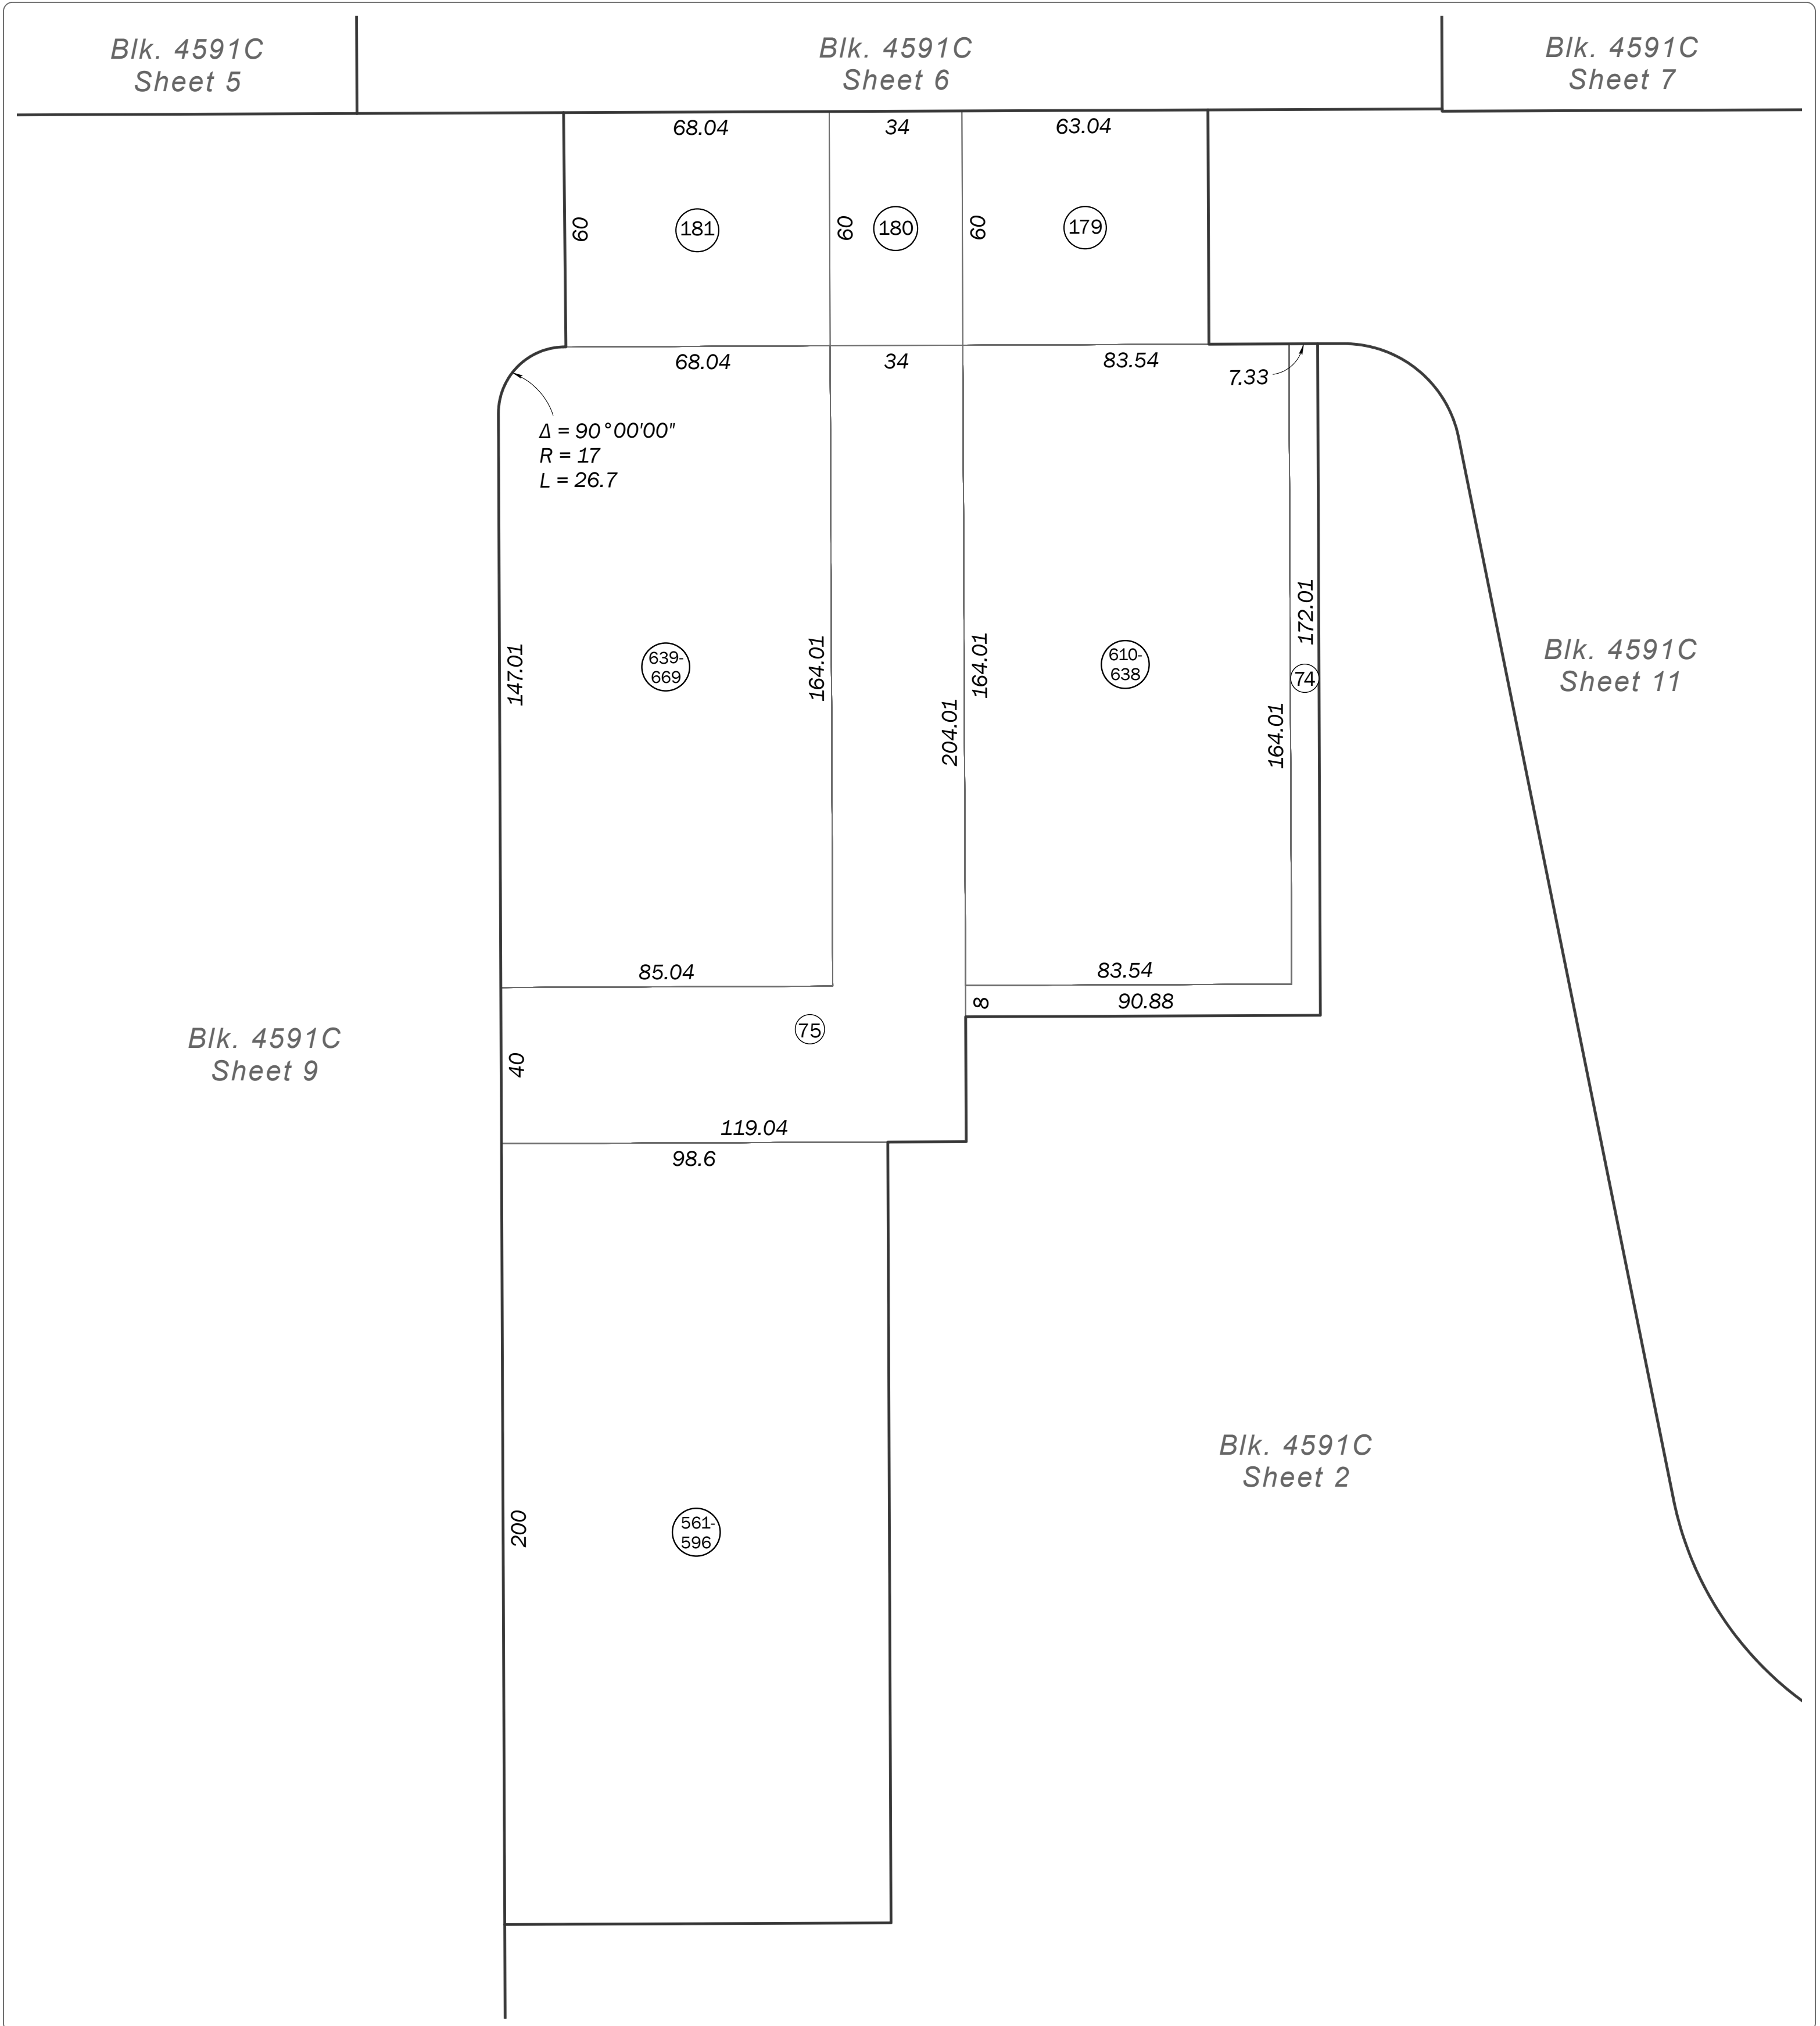 Blk. 4591C
Sheet 5
Blk. 4591C
Sheet 6
Blk. 4591C
Sheet 7
68.04
34
63.04
60
181
60
180
60
179
68.04
34
83.54
7.33
Δ = 90°00'00"
R = 17
L = 26.7
147.01
639-
669
164.01
204.01
164.01
610-
638
164.01
172.01
74
Blk. 4591C
Sheet 11
85.04
83.54
8
90.88
75
Blk. 4591C
Sheet 9
40
119.04
98.6
Blk. 4591C
Sheet 2
200
561-
596